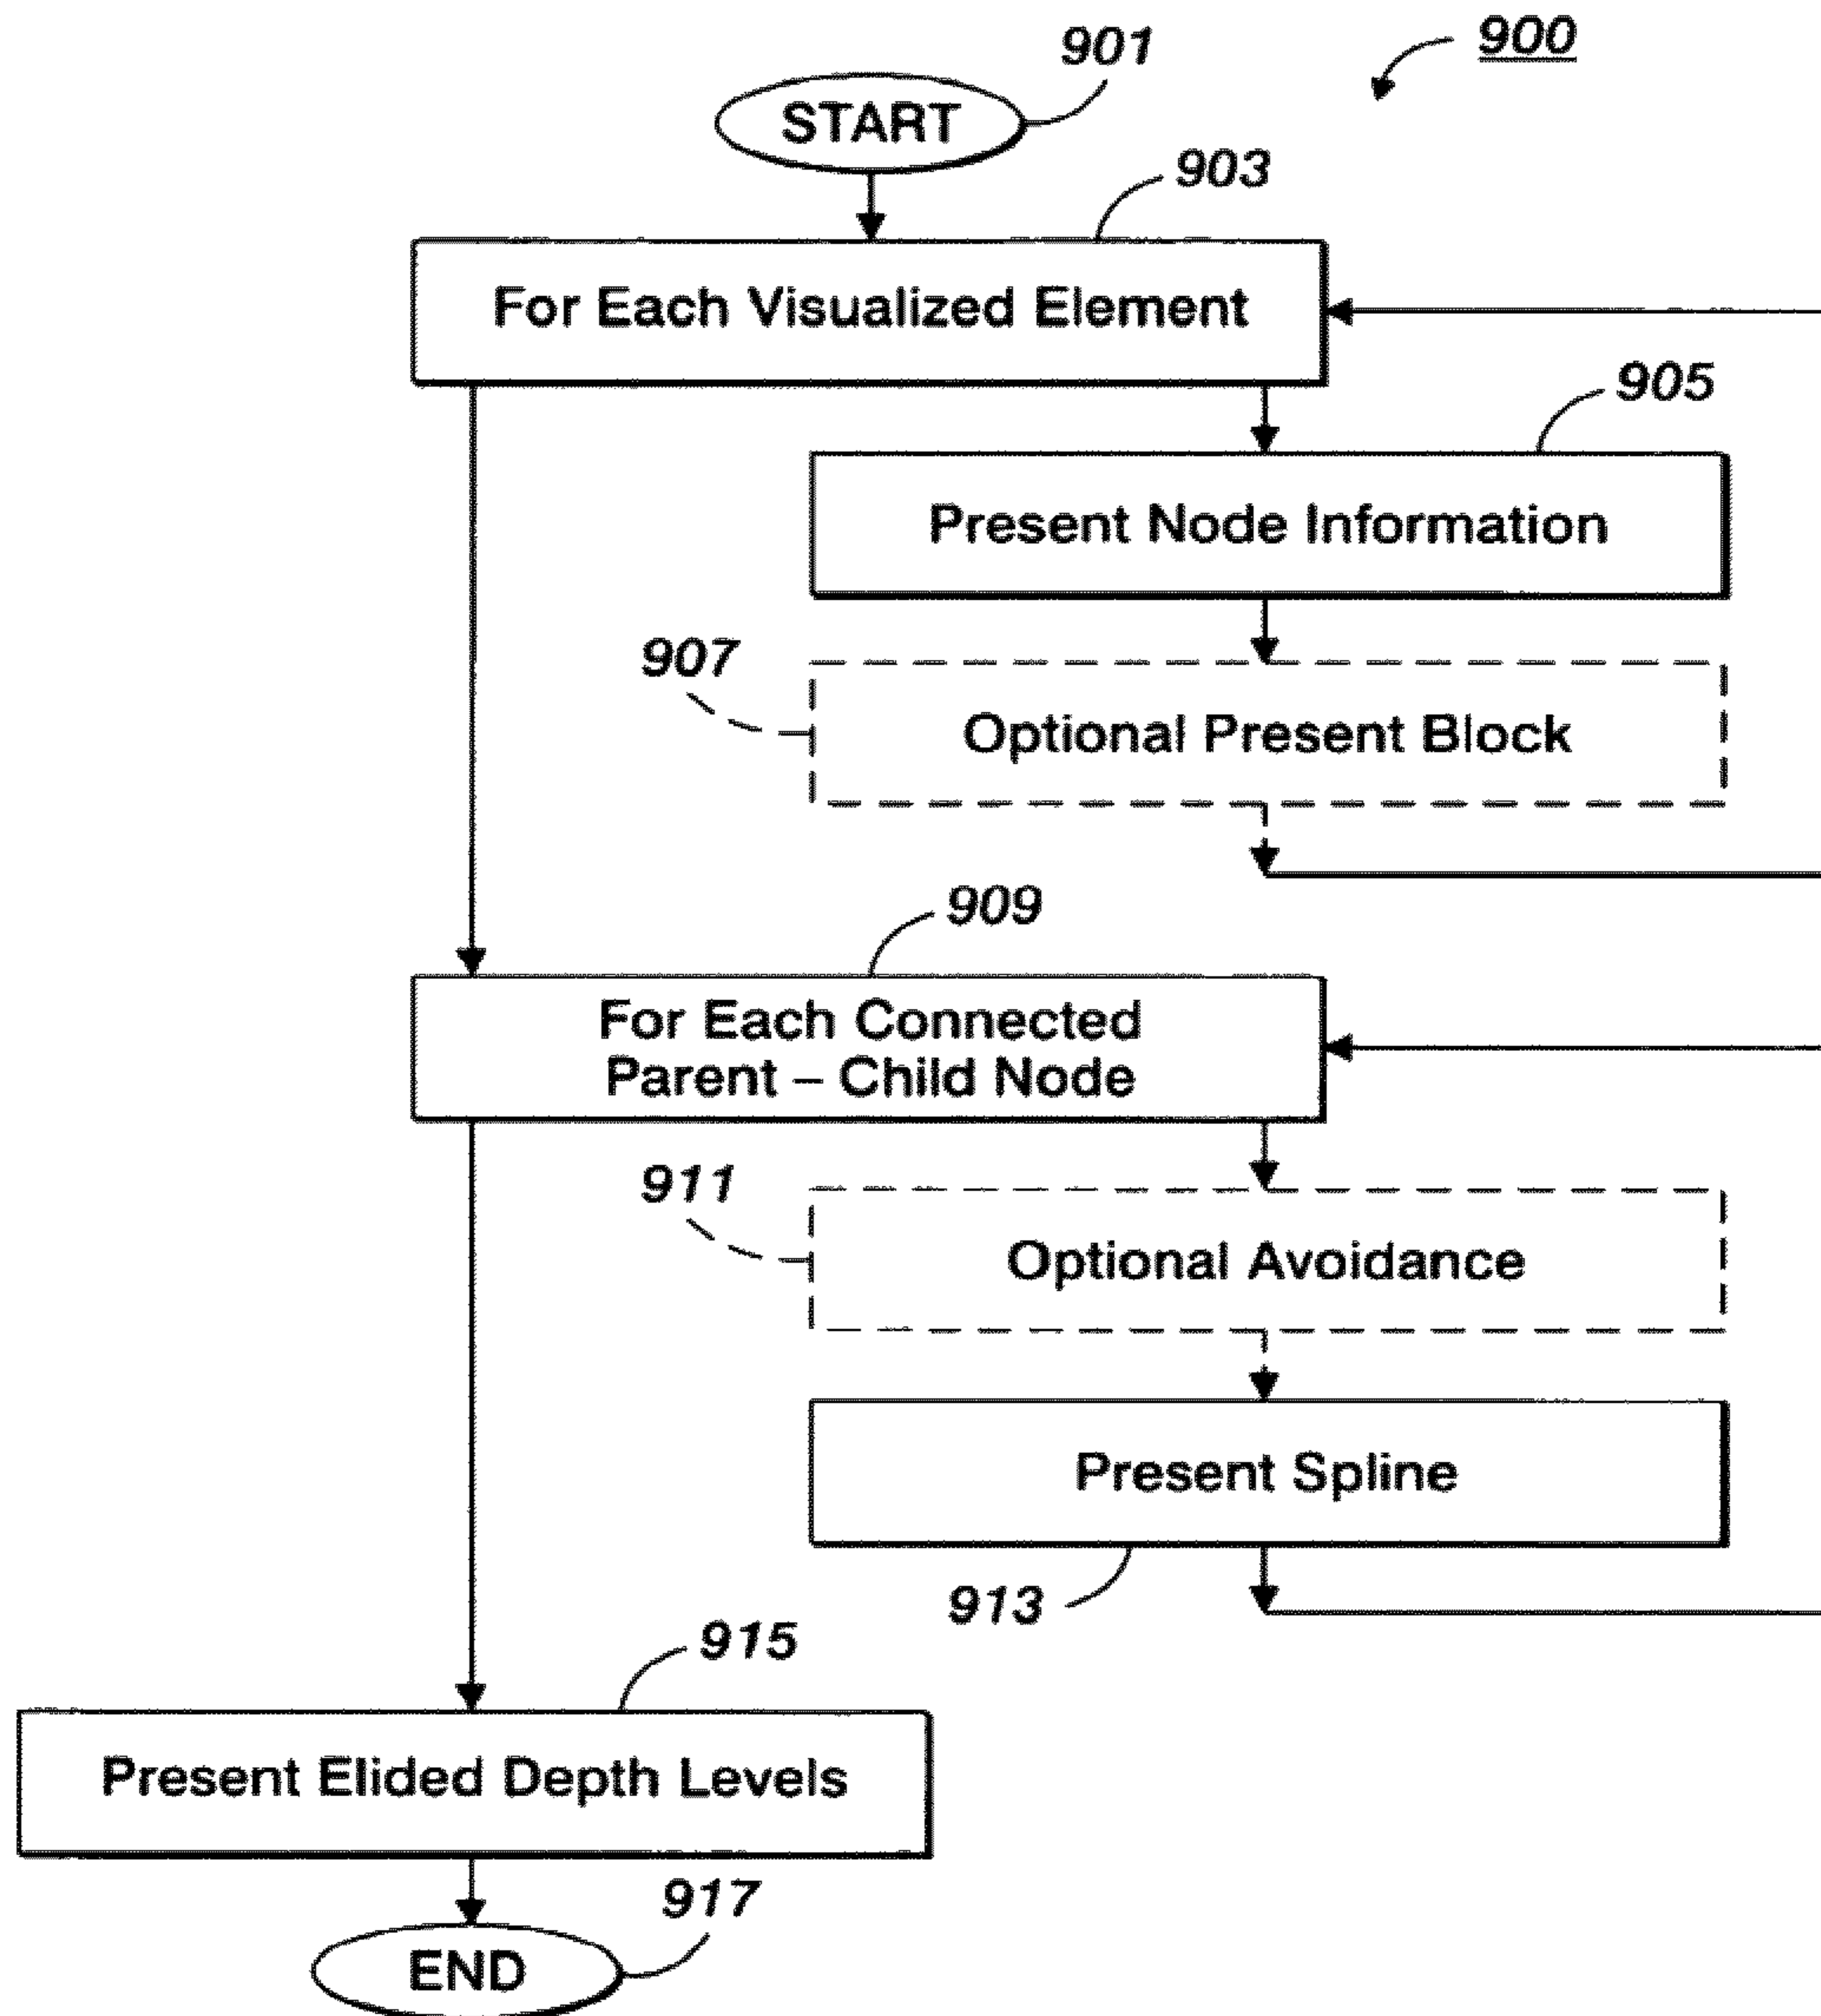 900
901
START
903
For Each Visualized Element
905
Present Node Information
907
Optional Present Block
909
For Each Connected
Parent – Child Node
911
Optional Avoidance
Present Spline
913
915
Present Elided Depth Levels
917
END